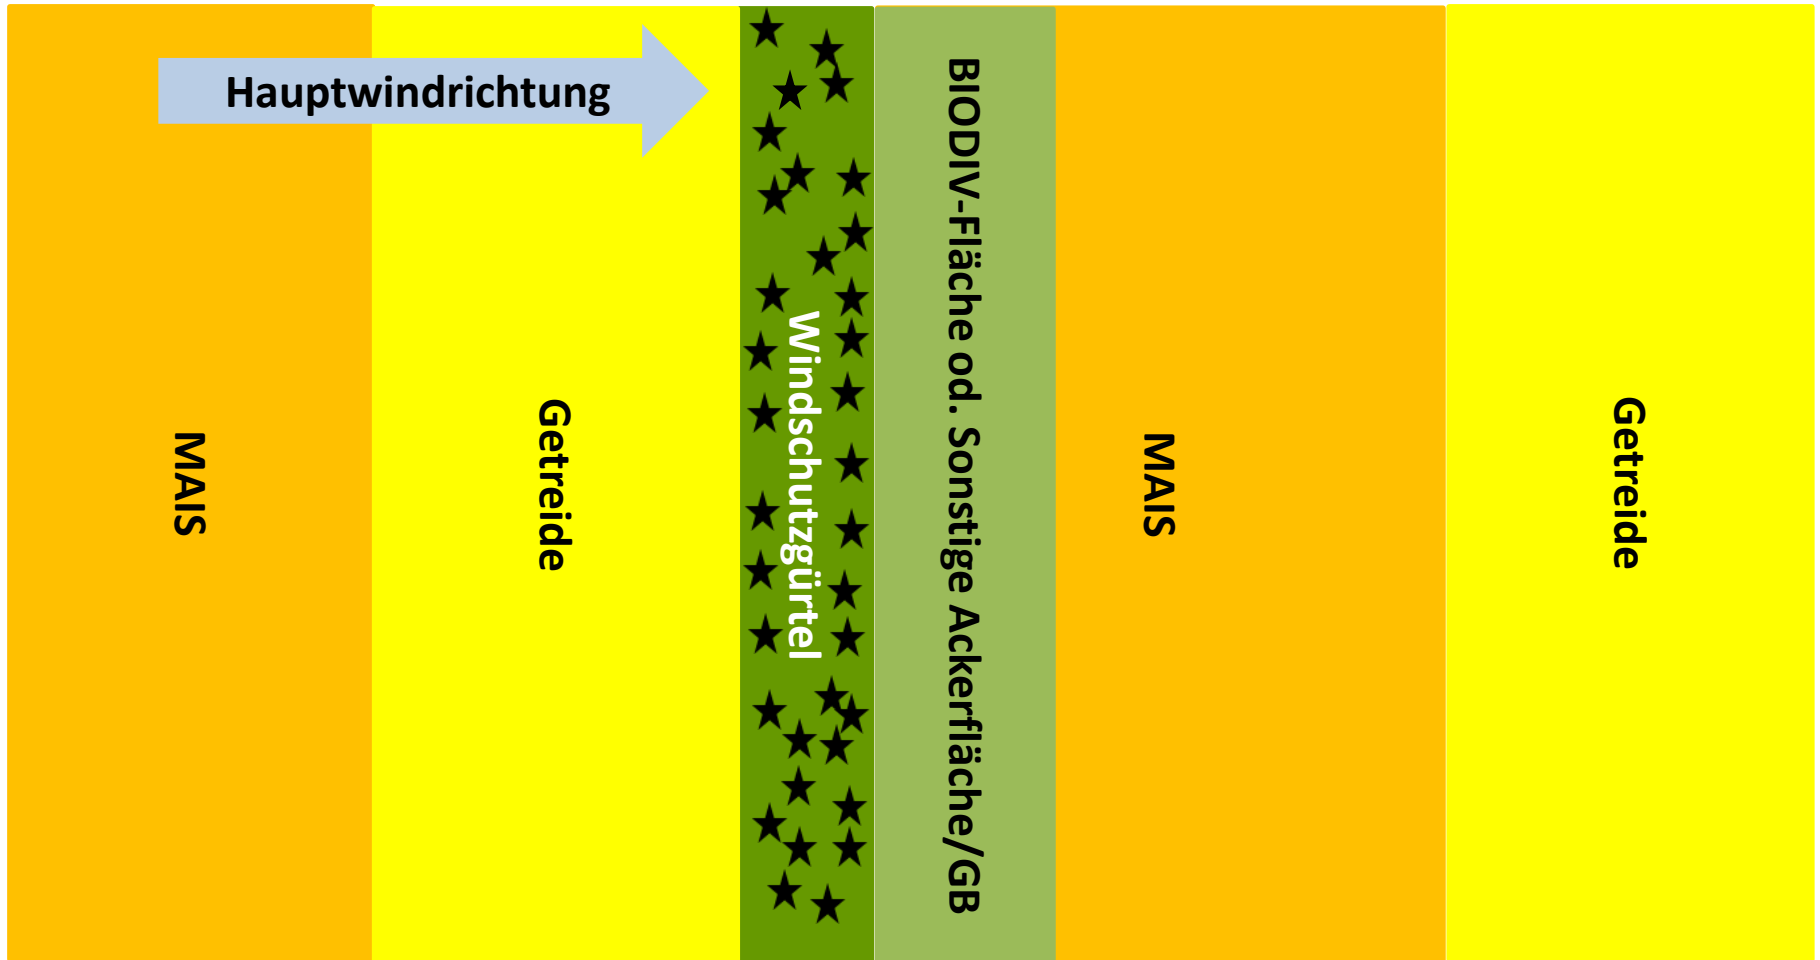 Hauptwindrichtung
MAIS
Getreide
Windschutzgürtel
BIODIV-Fläche od. Sonstige Ackerfläche/GB
MAIS
Getreide